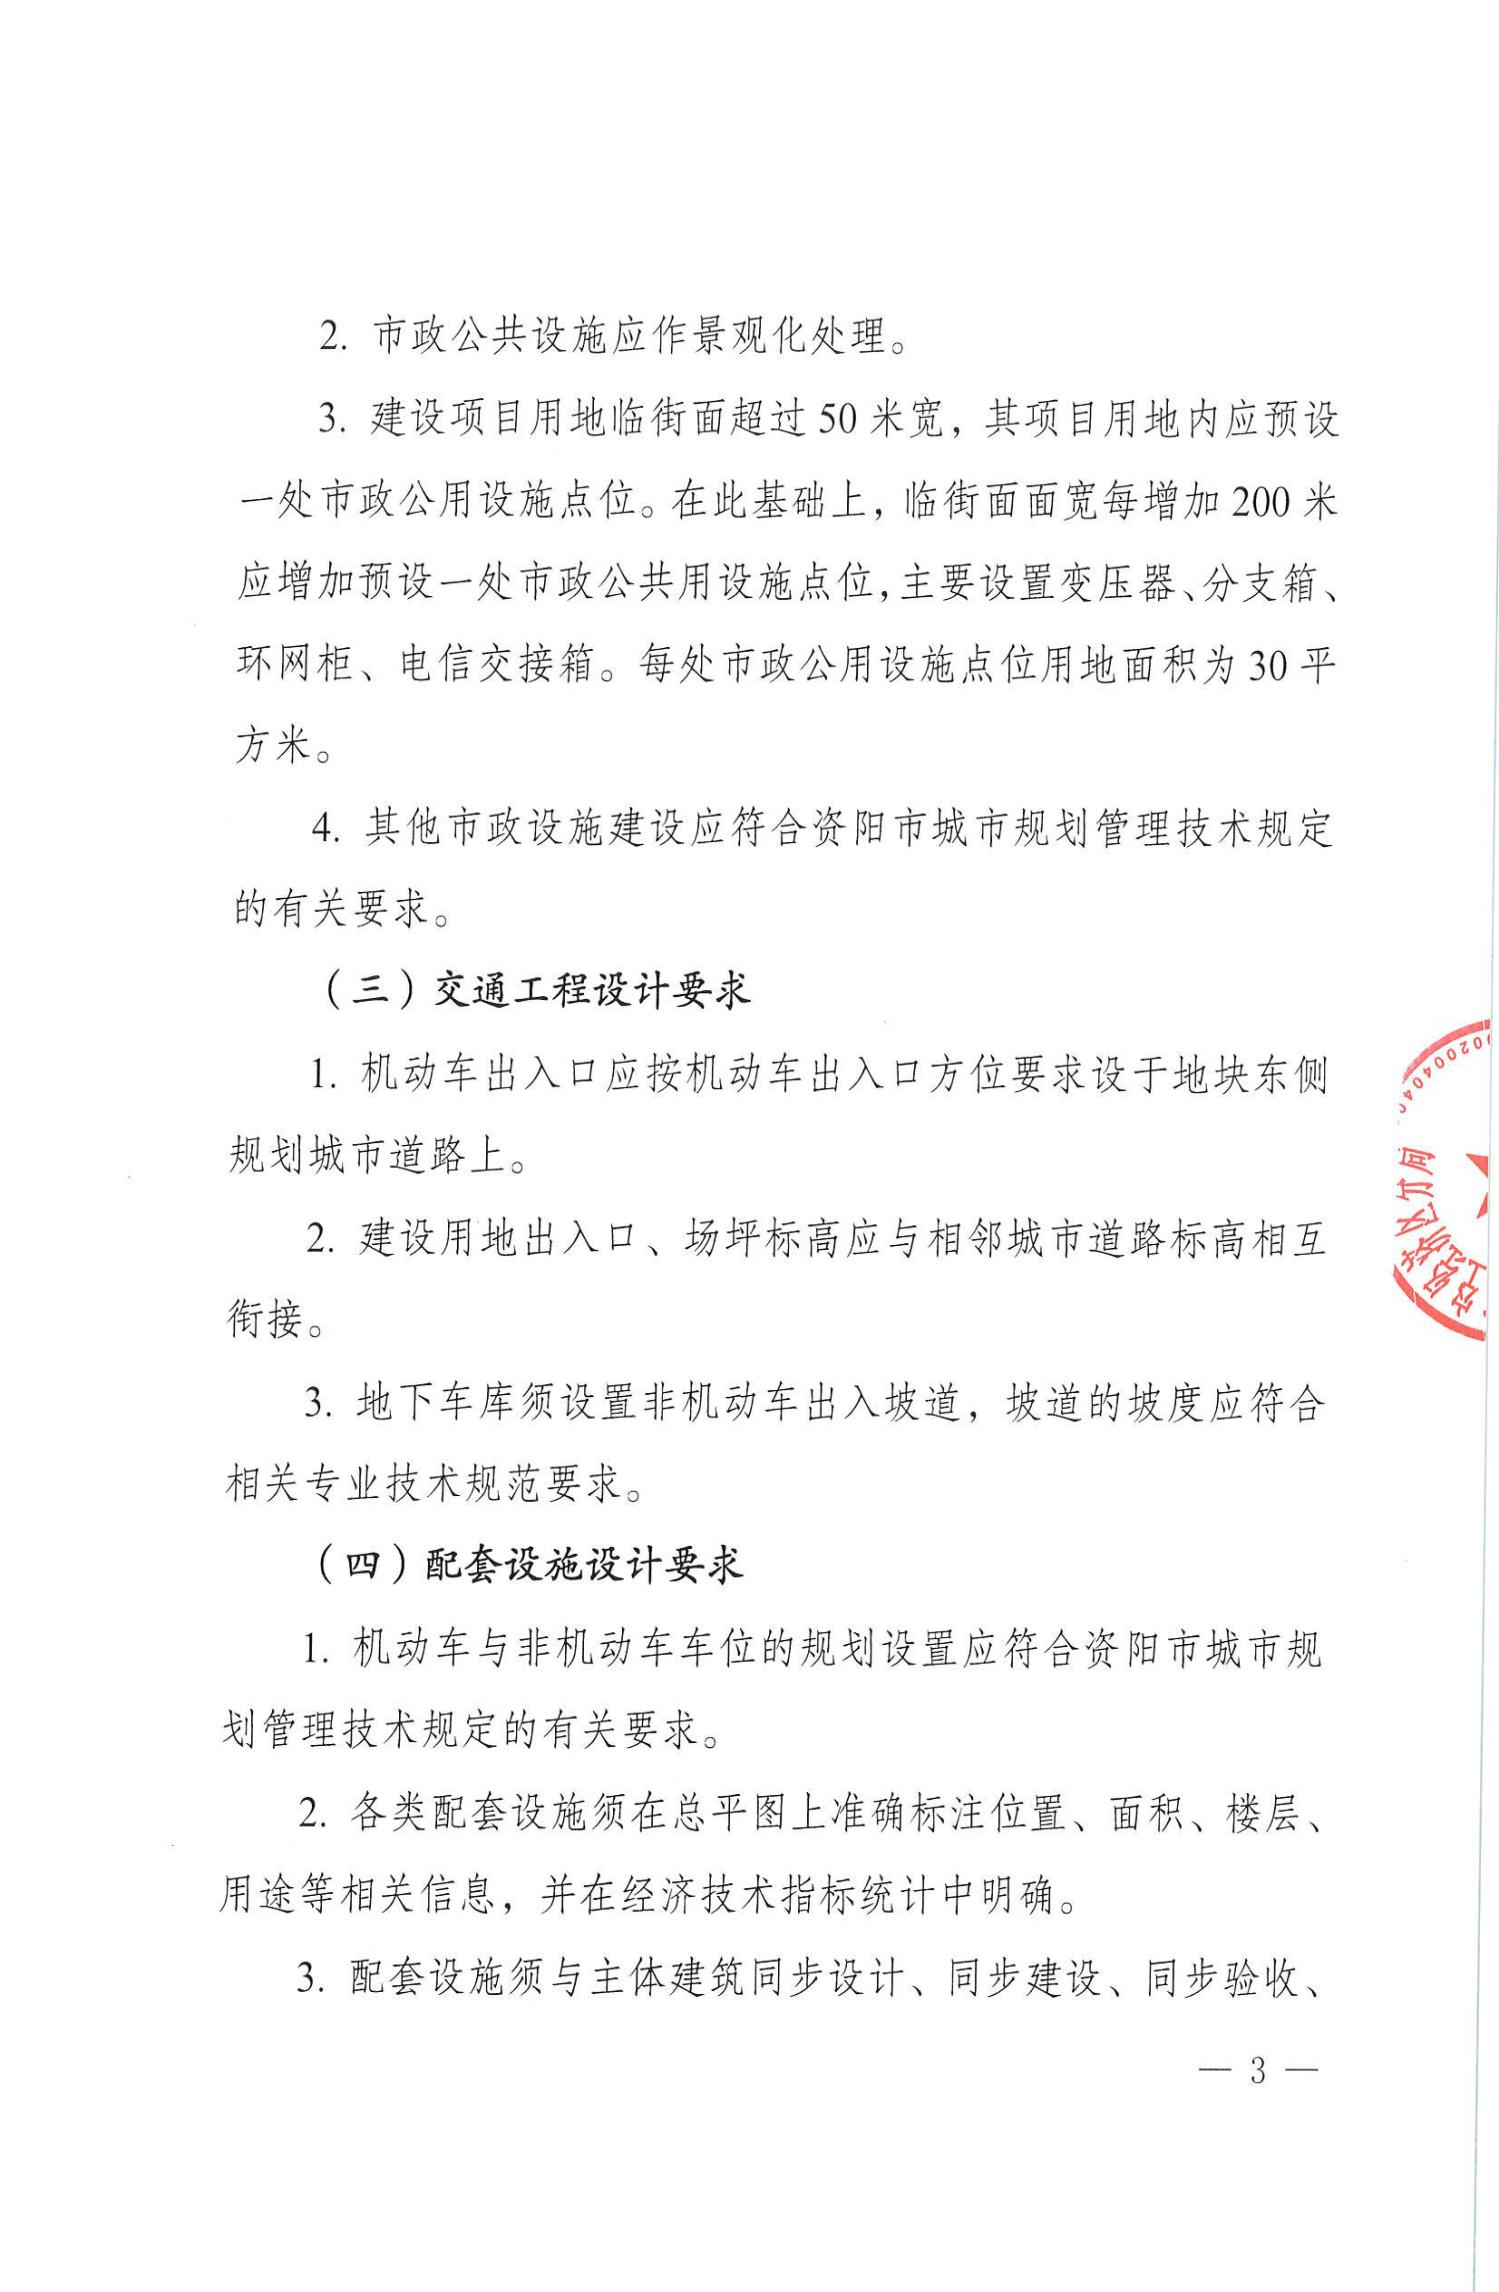 2. 市政公共设施应作景观化处理。
3. 建设项目用地临街面超过 50 米宽，其项目用地内应预设
一处市政公用设施点位。在此基础上，临街面面宽每增加 200 米
应增加预设一处市政公共用设施点位，主要设置变压器、分支箱、
环网柜、电信交接箱。每处市政公用设施点位用地面积为 30 平
方米。
4. 其他市政设施建设应符合资阳市城市规划管理技术规定
的有关要求。
（三）交通工程设计要求
1. 机动车出入口应按机动车出入口方位要求设于地块东侧
规划城市道路上。
2. 建设用地出入口、场坪标高应与相邻城市道路标高相互
衔接。
3. 地下车库须设置非机动车出入坡道，坡道的坡度应符合
相关专业技术规范要求。
（四）配套设施设计要求
1. 机动车与非机动车车位的规划设置应符合资阳市城市规
划管理技术规定的有关要求。
2. 各类配套设施须在总平图上准确标注位置、面积、楼层、
用途等相关信息，并在经济技术指标统计中明确。
3. 配套设施须与主体建筑同步设计、同步建设、同步验收、
— 3 —